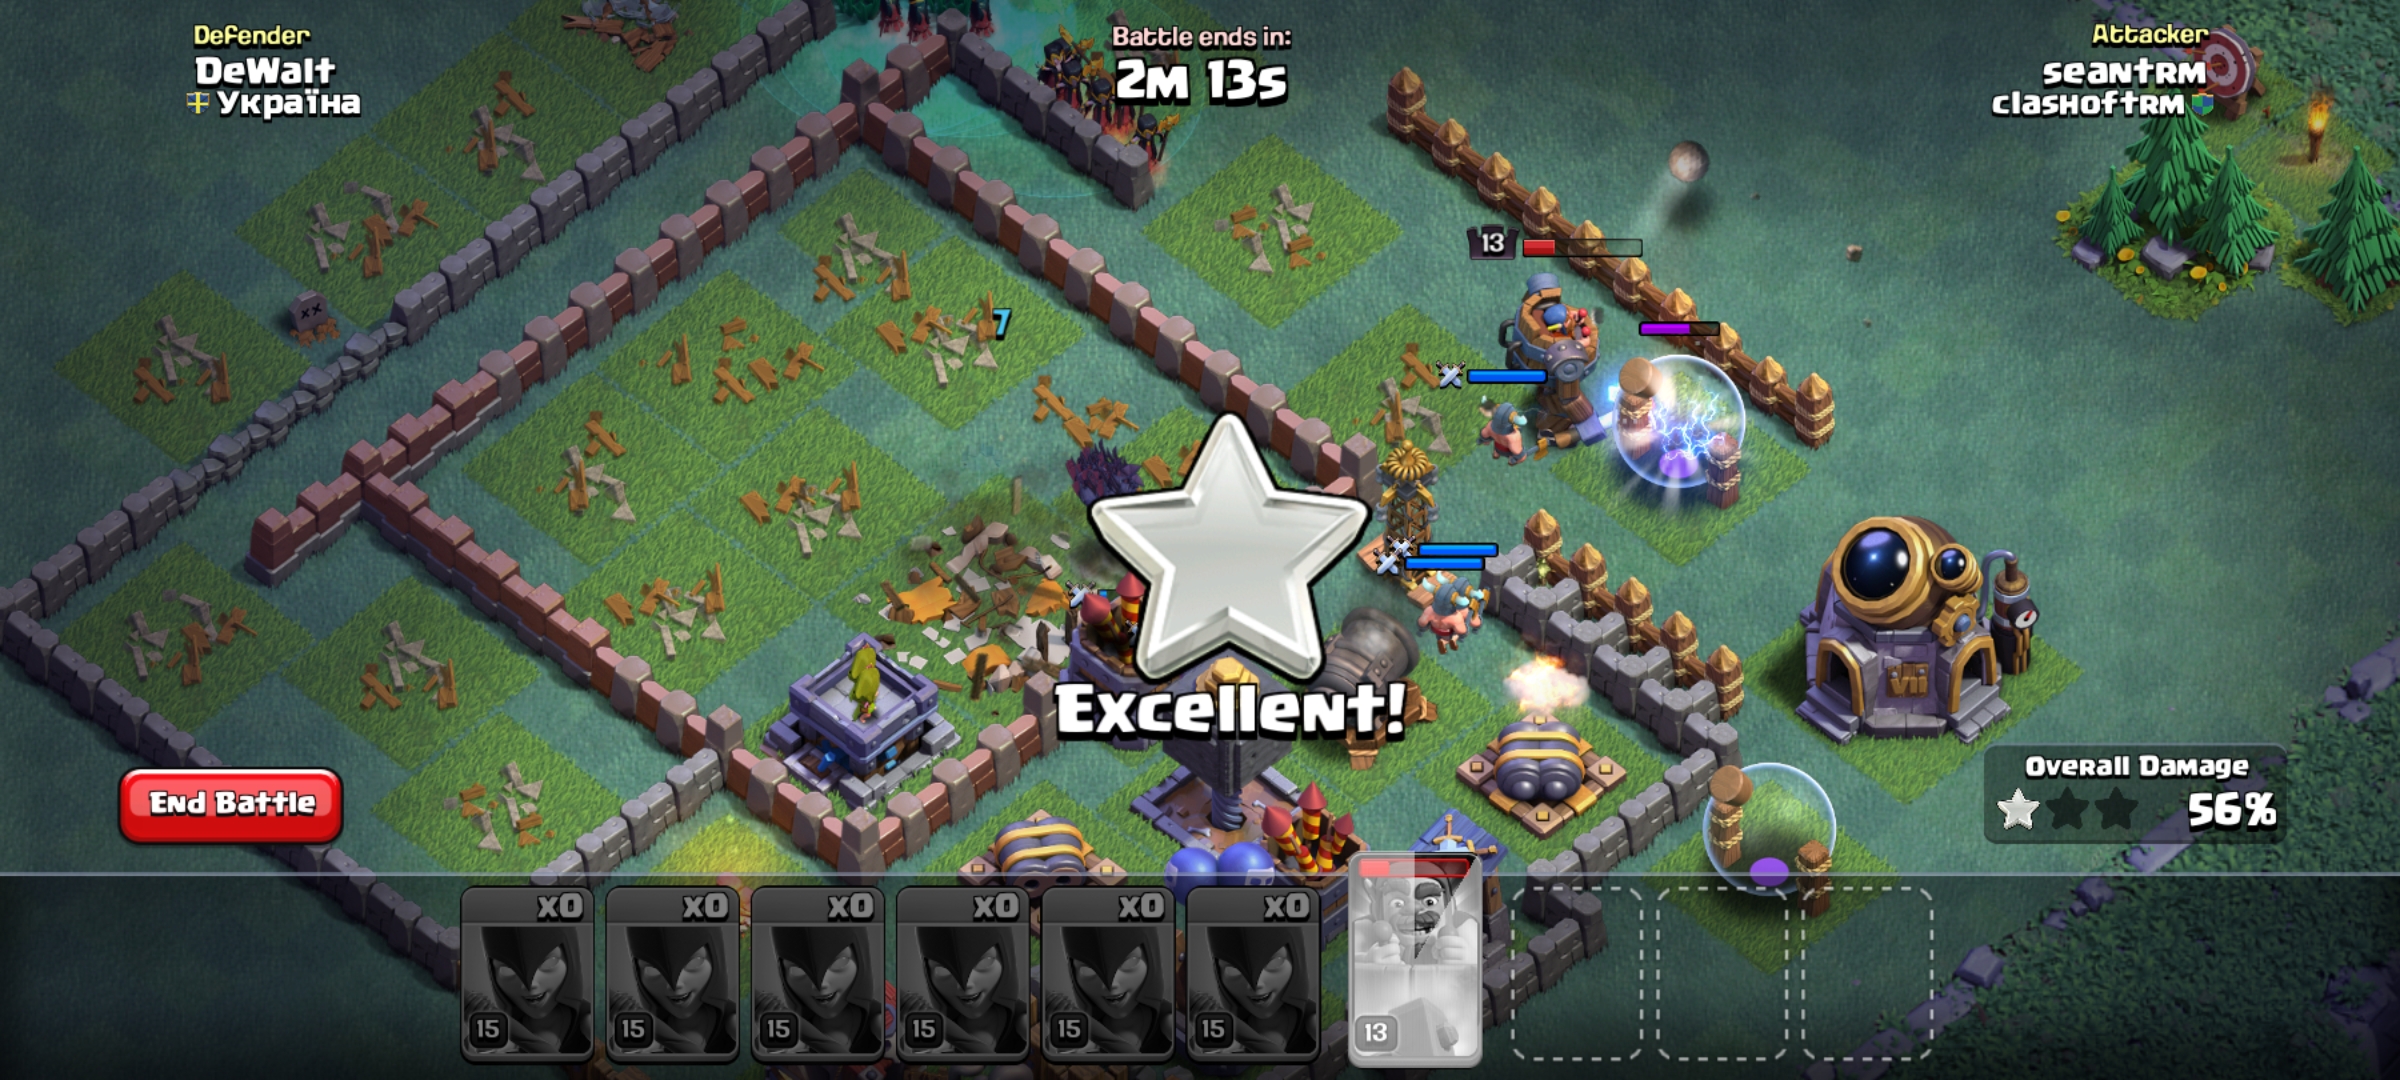 Defender
DeWalt
Україна
Battle ends in:
2m 13s
Attacker
seantrm
clashoftrm
13
7
Excellent!
VII
End Battle
Overall Damage
56%
x0
x0
x0
x0
x0
x0
15
15
15
15
15
15
13